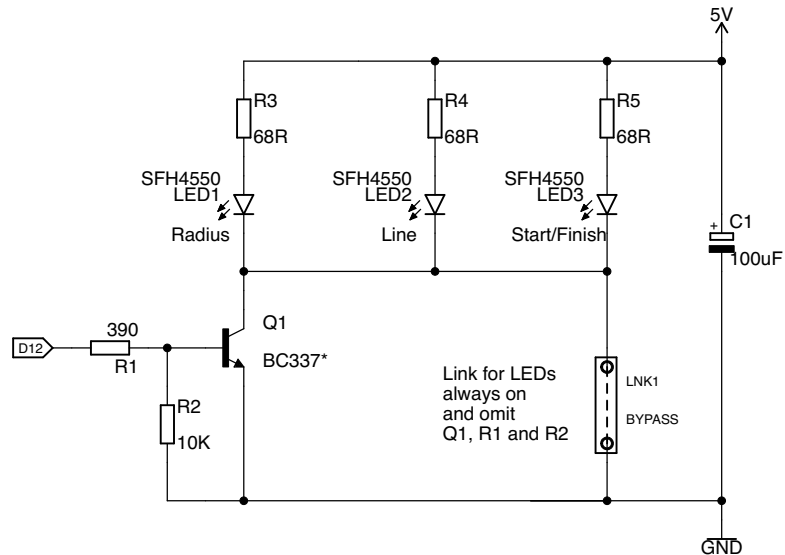 5V
R3
68R
R4
68R
R5
68R
SFH4550
LED1
SFH4550
LED2
SFH4550
LED3
Radius
Line
Start/Finish
+
C1
100uF
D12
390
R1
Q1
BC337*
R2
10K
Link for LEDs
always on
and omit
Q1, R1 and R2
LNK1
BYPASS
GND